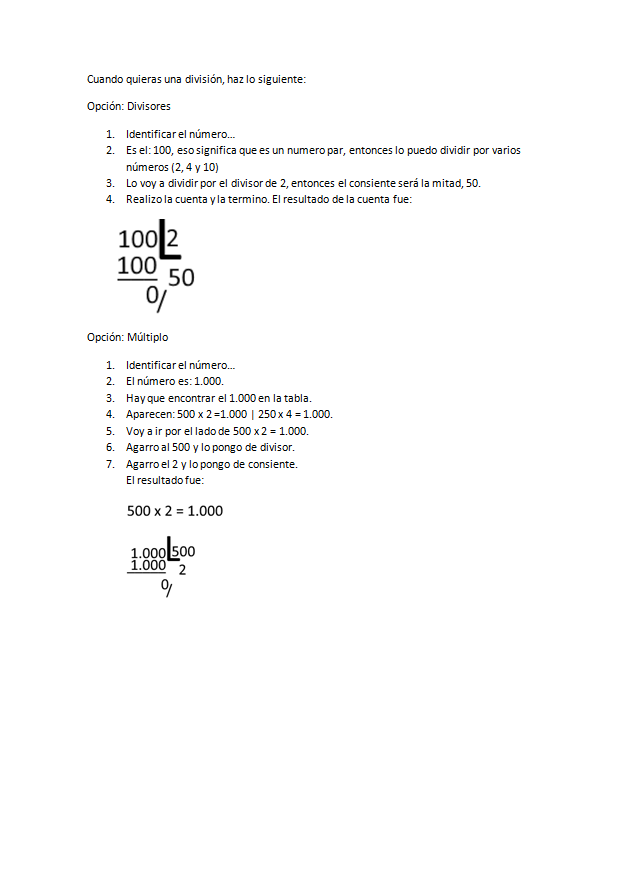 Cuando quieras una división, haz lo siguiente:
Opción: Divisores
1. Identificar el número...
2. Es el: 100, eso significa que es un numero par, entonces lo puedo dividir por varios
números (2, 4 y 10)
3. Lo voy a dividir por el divisor de 2, entonces el consiente será la mitad, 50.
4. Realizo la cuenta y la termino. El resultado de la cuenta fue:
100 2
100 50
0/
Opción: Múltiplo
1. Identificar el número...
2. El número es: 1.000.
3. Hay que encontrar el 1.000 en la tabla.
4. Aparecen: 500 x 2 =1.000 | 250 x 4 = 1.000.
5. Voy a ir por el lado de 500 x 2 = 1.000.
6. Agarro al 500 y lo pongo de divisor.
7. Agarro el 2 y lo pongo de consiente.
El resultado fue:
500 x 2 = 1.000
1.000 500
1.000 2
0/